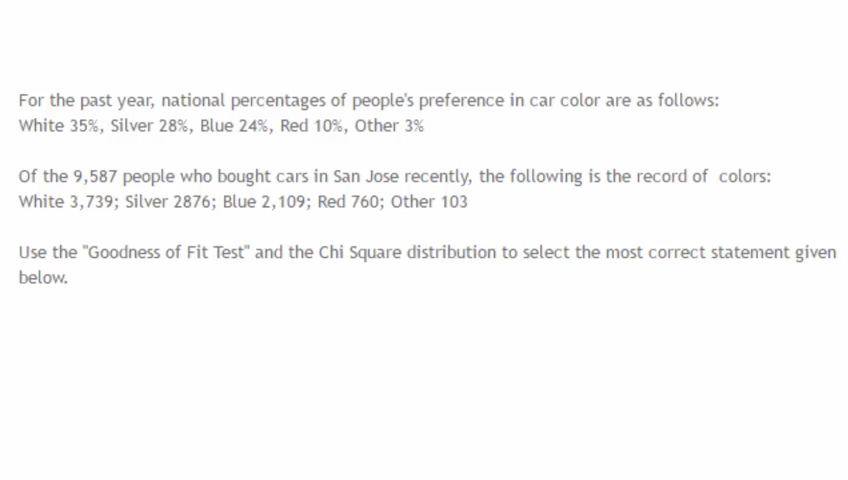 For the past year, national percentages of people's preference in car color are as follows:
White 35%, Silver 28%, Blue 24%, Red 10%, Other 3%
Of the 9,587 people who bought cars in San Jose recently, the following is the record of  colors:
White 3,739; Silver 2876; Blue 2,109; Red 760; Other 103
Use the "Goodness of Fit Test" and the Chi Square distribution to select the most correct statement given
below.